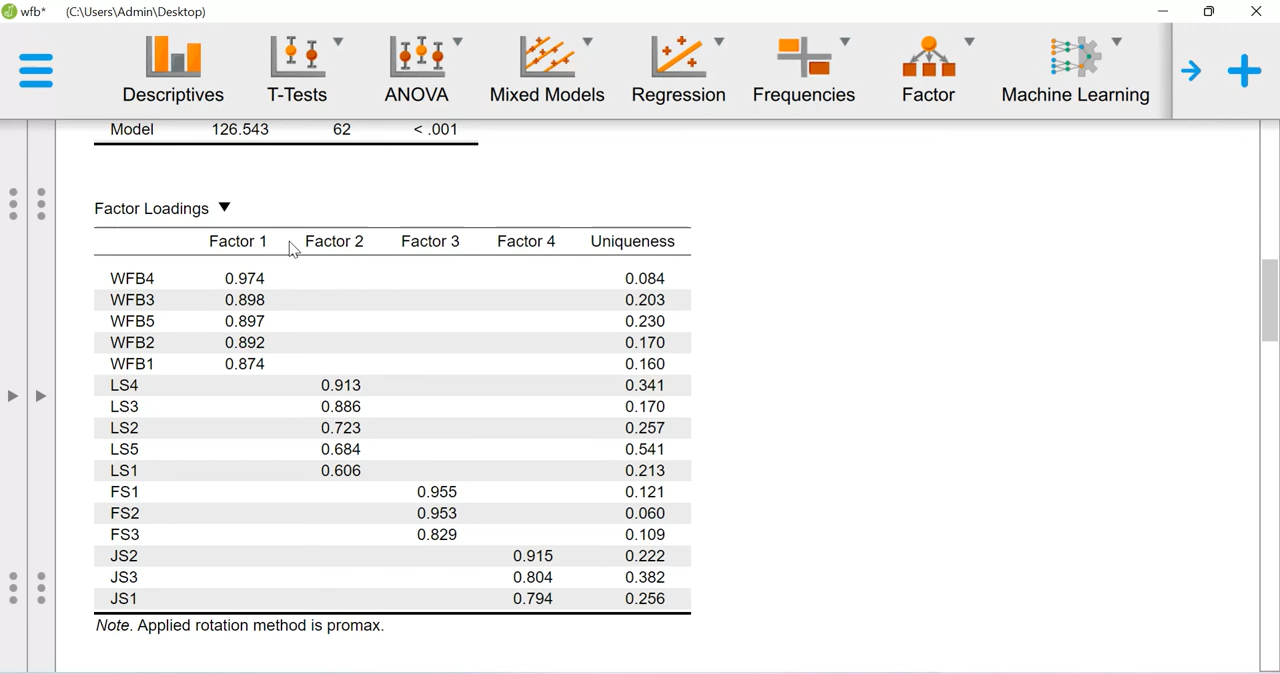 wfb* (C:\Users\Admin\Desktop)
Descriptives T-Tests ANOVA Mixed Models Regression Frequencies Factor Machine Learning
Model 126.543 62 < .001
Factor Loadings ▼
Factor 1 Factor 2 Factor 3 Factor 4 Uniqueness
WFB4 0.974 0.084
WFB3 0.898 0.203
WFB5 0.897 0.230
WFB2 0.892 0.170
WFB1 0.874 0.160
LS4 0.913 0.341
LS3 0.886 0.170
LS2 0.723 0.257
LS5 0.684 0.541
LS1 0.606 0.213
FS1 0.955 0.121
FS2 0.953 0.060
FS3 0.829 0.109
JS2 0.915 0.222
JS3 0.804 0.382
JS1 0.794 0.256
Note. Applied rotation method is promax.